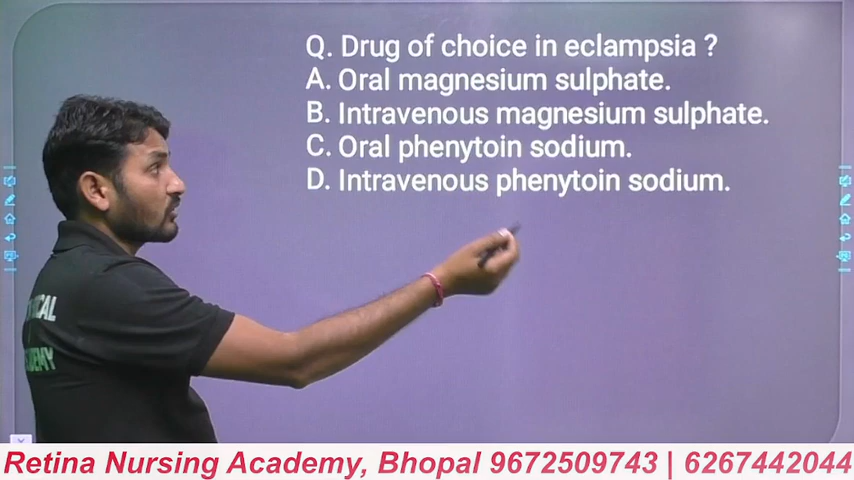 Q. Drug of choice in eclampsia ?
A. Oral magnesium sulphate.
B. Intravenous magnesium sulphate.
C. Oral phenytoin sodium.
D. Intravenous phenytoin sodium.
Retina Nursing Academy, Bhopal 9672509743 | 6267442044